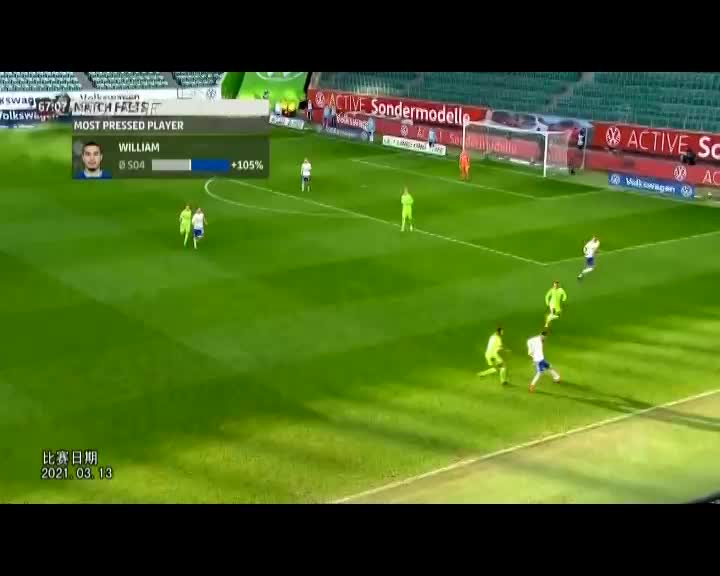 67:07 MATCH FACTS
MOST PRESSED PLAYER
WILLIAM
Ø S04 +105%
Volkswagen
ACTIVE Sondermodelle
ACTIVE
Volkswagen
比赛日期
2021.03.13